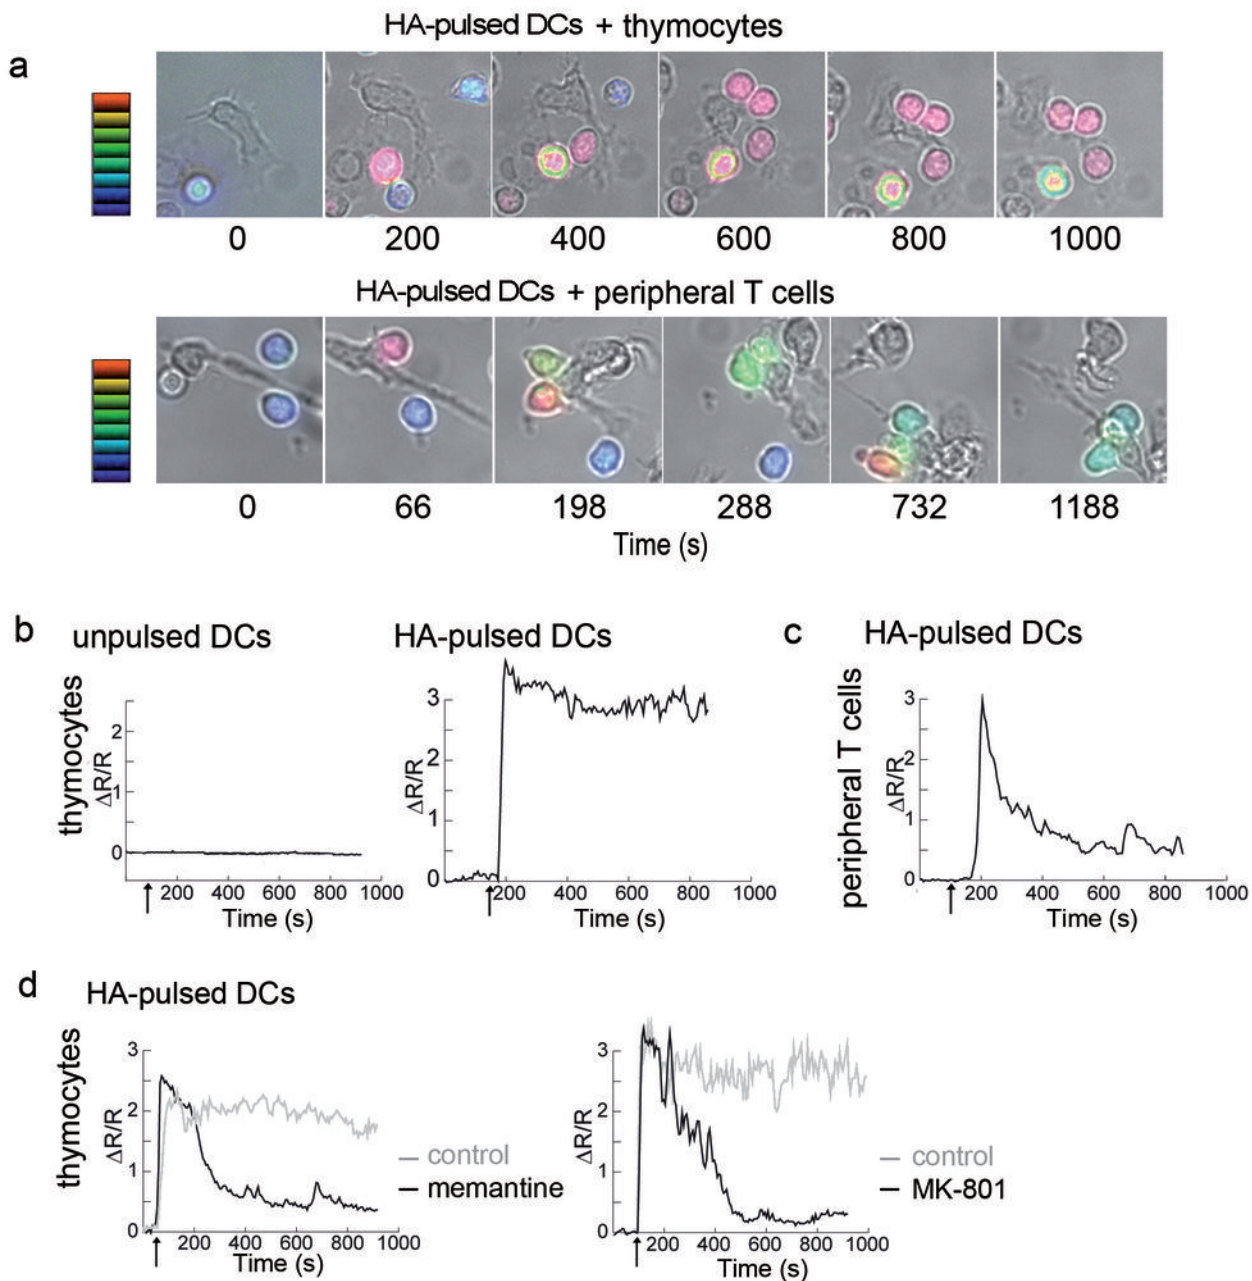 HA-pulsed DCs + thymocytes
a
0 200 400 600 800 1000
HA-pulsed DCs + peripheral T cells
0 66 198 288 732 1188
Time (s)
b
unpulsed DCs
HA-pulsed DCs
c
HA-pulsed DCs
thymocytes
ΔR/R
2
1
0
200 400 600 800 1000
Time (s)
ΔR/R
3
2
1
0
200 400 600 800 1000
Time (s)
peripheral T cells
ΔR/R
3
2
1
0
200 400 600 800 1000
Time (s)
d
HA-pulsed DCs
thymocytes
ΔR/R
3
2
1
0
200 400 600 800 1000
Time (s)
control
memantine
ΔR/R
3
2
1
0
200 400 600 800 1000
Time (s)
control
MK-801